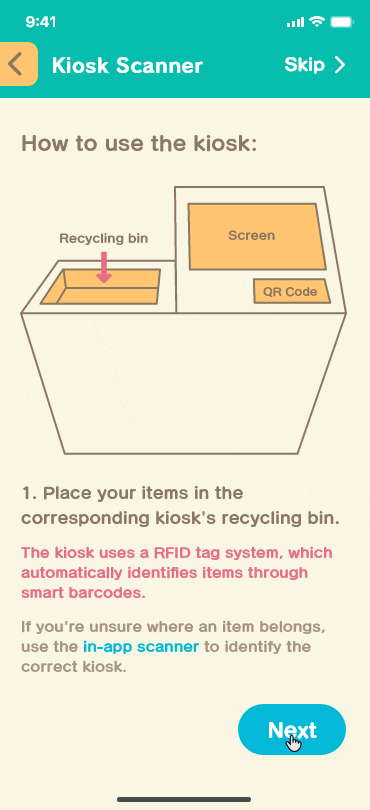 9:41
Kiosk Scanner
Skip
How to use the kiosk:
Screen
Recycling bin
QR Code
1. Place your items in the
corresponding kiosk's recycling bin.
The kiosk uses a RFID tag system, which
automatically identifies items through
smart barcodes.
If you're unsure where an item belongs,
use the in-app scanner to identify the
correct kiosk.
Next